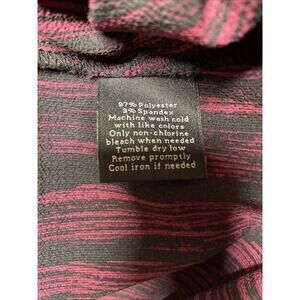 97% Polyester
3% Spandex
Machine wash cold
with like colors
Only non-chlorine
bleach when needed
Tumble dry low
Remove promptly
Cool iron if needed